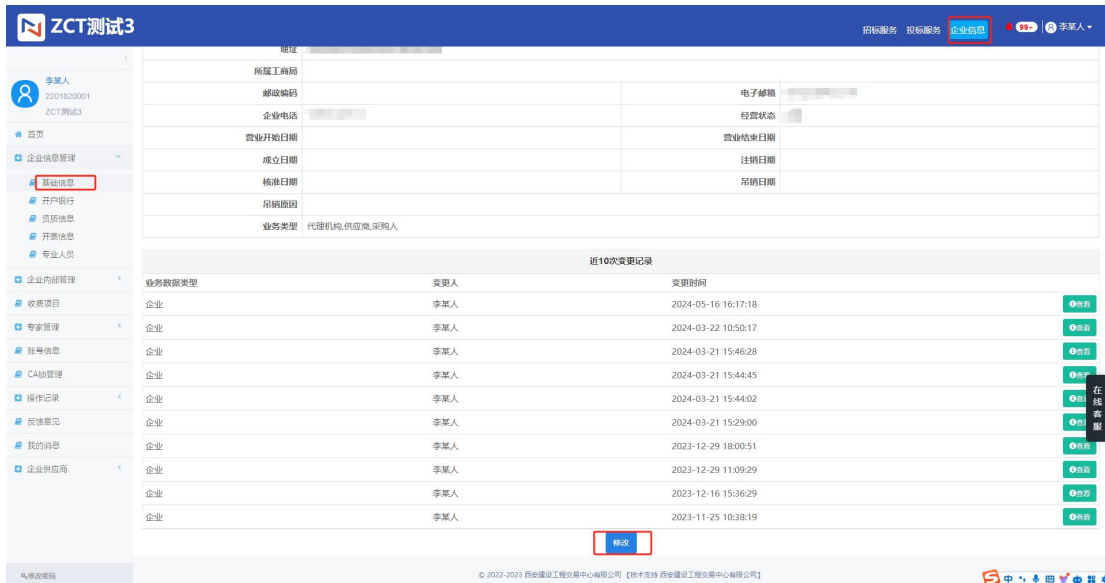 ZCT测试3
招标服务 投标服务 企业信息 99+ 李某人
李某人
2201820001
ZCT测试3
首页
企业信息管理
基础信息
开户银行
资质信息
开票信息
专业人员
企业内部管理
收费项目
专家管理
账号信息
CA锁管理
操作记录
反馈意见
我的消息
企业供应商
修改密码
地址
所属工商局
邮政编码 电子邮箱
企业电话 经营状态
营业开始日期 营业结束日期
成立日期 注销日期
核准日期 吊销日期
吊销原因
业务类型 代理机构,供应商,采购人
近10次变更记录
业务数据类型 变更人 变更时间
企业 李某人 2024-05-16 16:17:18 查看
企业 李某人 2024-03-22 10:50:17 查看
企业 李某人 2024-03-21 15:46:28 查看
企业 李某人 2024-03-21 15:44:45 查看
企业 李某人 2024-03-21 15:44:02 查看
企业 李某人 2024-03-21 15:29:00 查看
企业 李某人 2023-12-29 18:00:51 查看
企业 李某人 2023-12-29 11:09:29 查看
企业 李某人 2023-12-16 15:36:29 查看
企业 李某人 2023-11-25 10:38:19 查看
在线客服
修改
© 2022-2023 西安建设工程交易中心有限公司 【技术支持 西安建设工程交易中心有限公司】
中